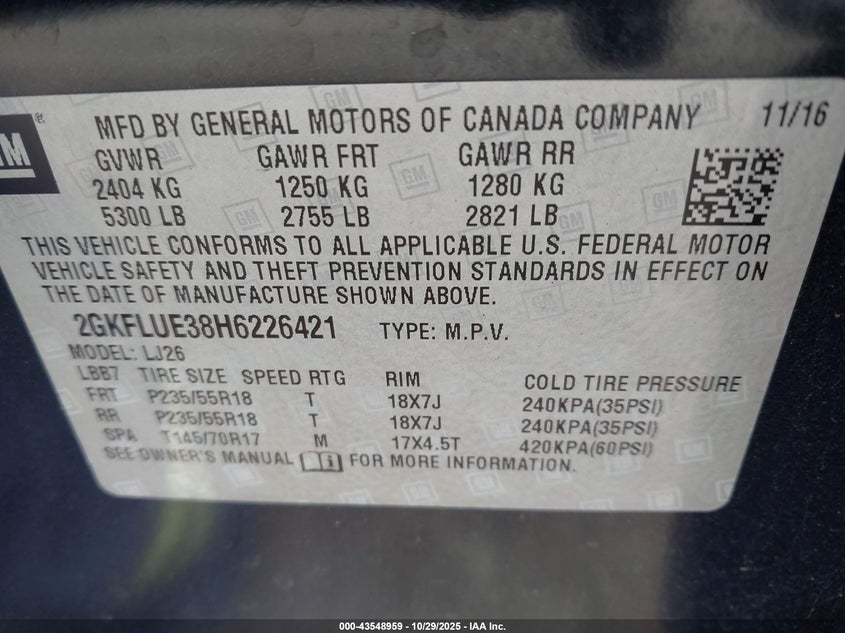 GM ®
MFD BY GENERAL MOTORS OF CANADA COMPANY 11/16
GVWR GAWR FRT GAWR RR
2404 KG 1250 KG 1280 KG
5300 LB 2755 LB 2821 LB
THIS VEHICLE CONFORMS TO ALL APPLICABLE U.S. FEDERAL MOTOR
VEHICLE SAFETY AND THEFT PREVENTION STANDARDS IN EFFECT ON
THE DATE OF MANUFACTURE SHOWN ABOVE.
2GKFLUE38H6226421 TYPE: M.P.V.
MODEL: LJ26
LBB7 TIRE SIZE SPEED RTG RIM COLD TIRE PRESSURE
FRT P235/55R18 T 18X7J 240KPA(35PSI)
RR P235/55R18 T 18X7J 240KPA(35PSI)
SPA T145/70R17 M 17X4.5T 420KPA(60PSI)
SEE OWNER'S MANUAL i FOR MORE INFORMATION.
000-43548959 - 10/29/2025 - IAA Inc.